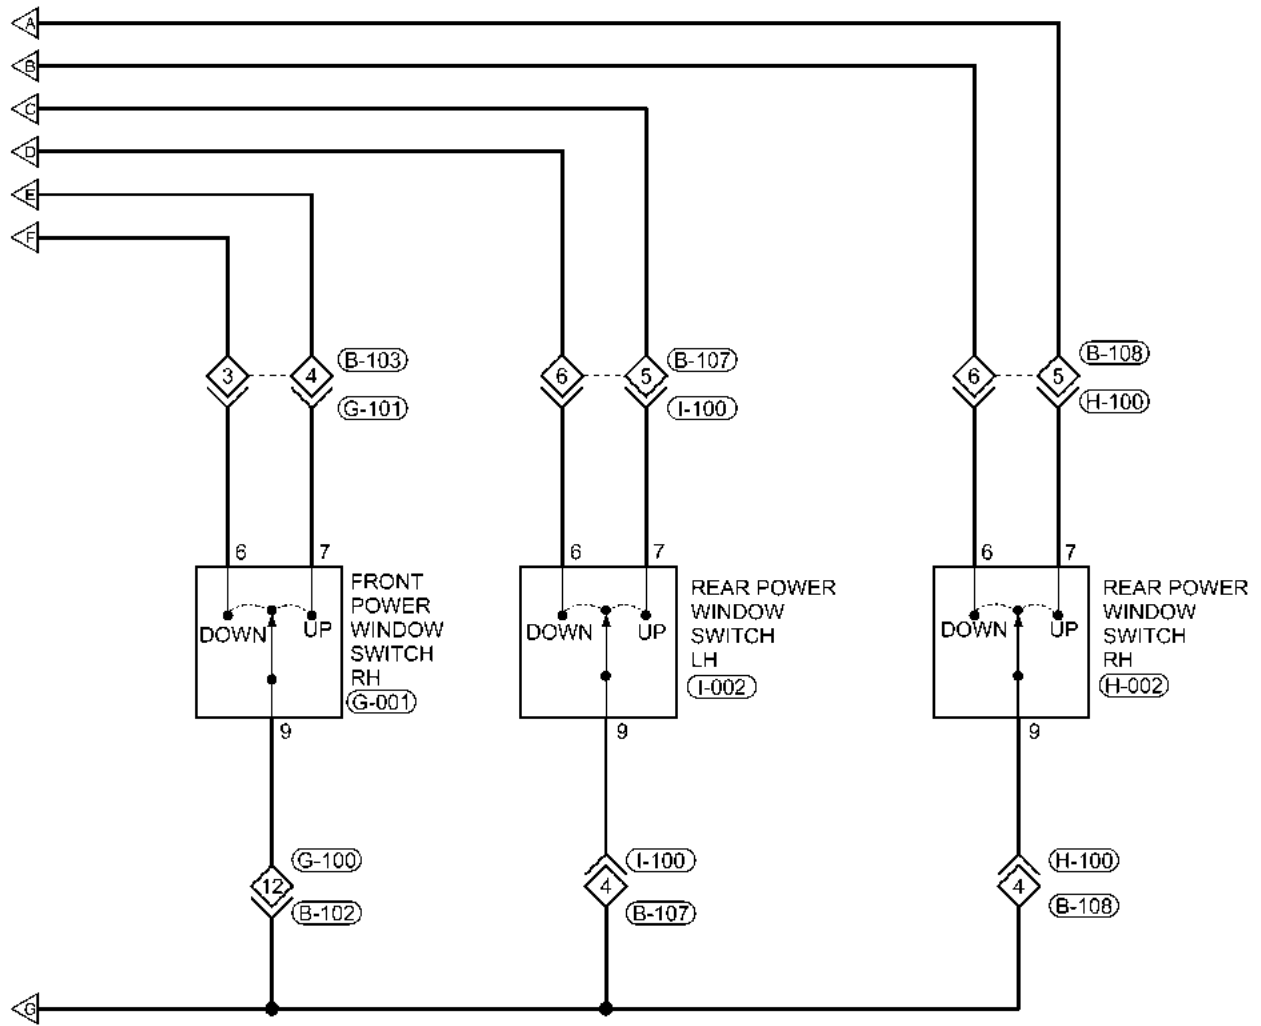 A
B
C
D
E
F
3
4
B-103
G-101
6
5
B-107
I-100
6
5
B-108
H-100
6
7
DOWN
UP
FRONT
POWER
WINDOW
SWITCH
RH
G-001
9
6
7
DOWN
UP
REAR POWER
WINDOW
SWITCH
LH
I-002
9
6
7
DOWN
UP
REAR POWER
WINDOW
SWITCH
RH
H-002
9
G-100
12
B-102
I-100
4
B-107
H-100
4
B-108
G